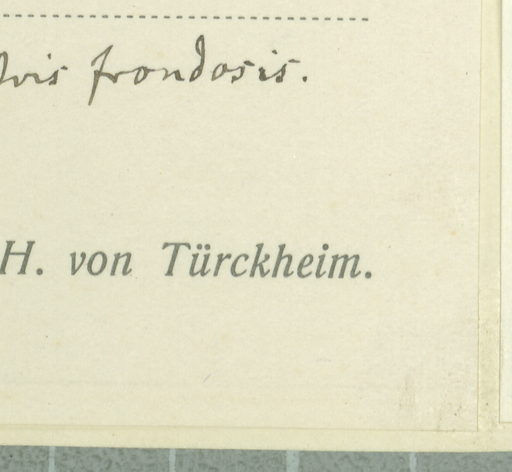 frondosis.
H. von Türckheim.